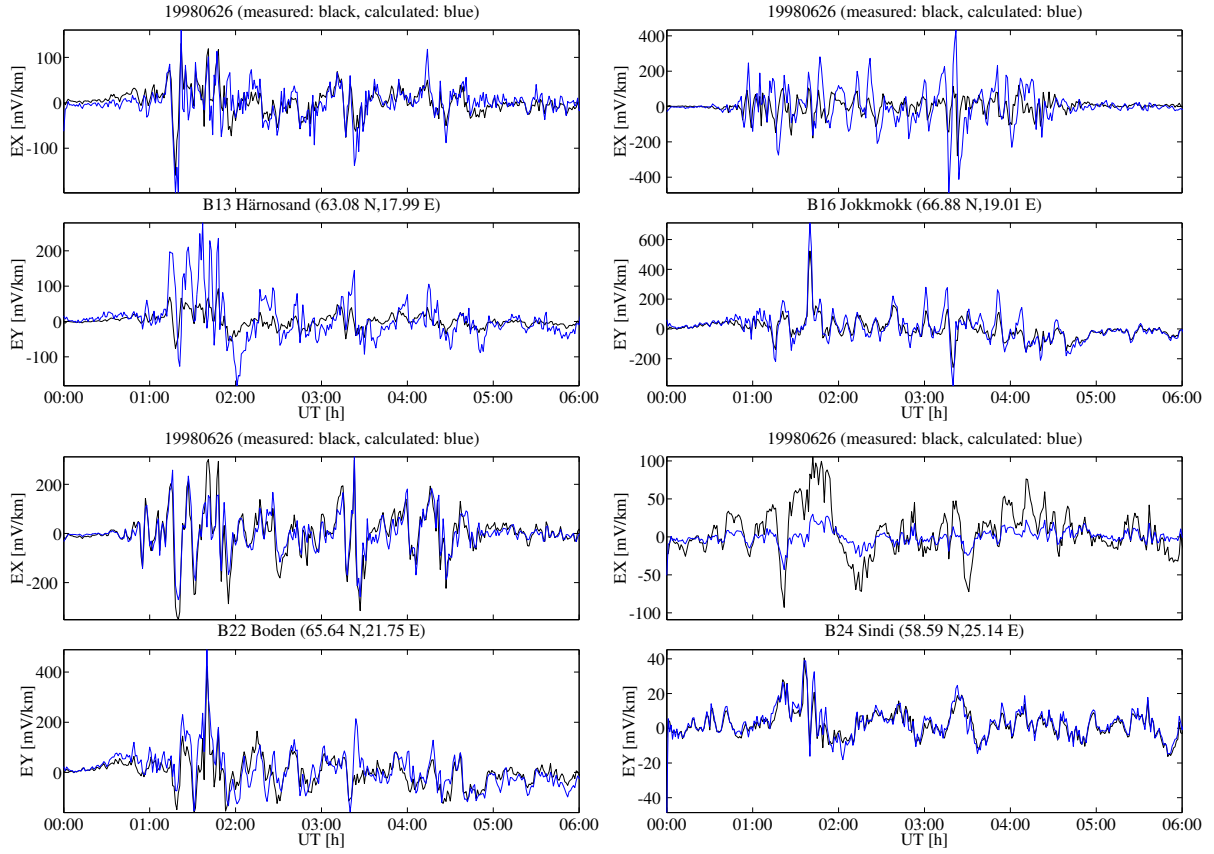 19980626 (measured: black, calculated: blue)
100
0
-100
EX [mV/km]
B13 Härnosand (63.08 N,17.99 E)
200
100
0
-100
EY [mV/km]
00:00 01:00 02:00 03:00 04:00 05:00 06:00
UT [h]
19980626 (measured: black, calculated: blue)
400
200
0
-200
-400
EX [mV/km]
B16 Jokkmokk (66.88 N,19.01 E)
600
400
200
0
-200
EY [mV/km]
00:00 01:00 02:00 03:00 04:00 05:00 06:00
UT [h]
19980626 (measured: black, calculated: blue)
200
0
-200
EX [mV/km]
B22 Boden (65.64 N,21.75 E)
400
200
0
EY [mV/km]
00:00 01:00 02:00 03:00 04:00 05:00 06:00
UT [h]
19980626 (measured: black, calculated: blue)
100
50
0
-50
-100
EX [mV/km]
B24 Sindi (58.59 N,25.14 E)
40
20
0
-20
-40
EY [mV/km]
00:00 01:00 02:00 03:00 04:00 05:00 06:00
UT [h]